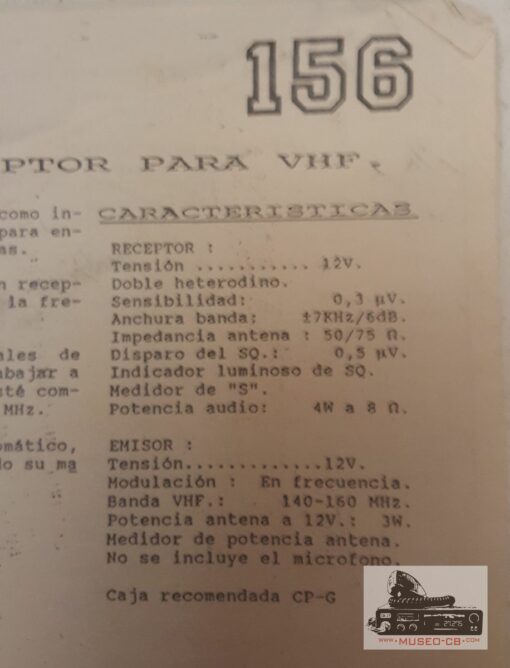 156
PTOR PARA VHF.
como in-
para en-
as.
n recep-
la fre-
ales de
abajar a
sté com-
MHz.
omático,
do su ma
CARACTERISTICAS
RECEPTOR :
Tensión ........... 12V.
Doble heterodino.
Sensibilidad: 0,3 µV.
Anchura banda: ±7KHz/6dB.
Impedancia antena : 50/75 Ω.
Disparo del SQ.: 0,5 µV.
Indicador luminoso de SQ.
Medidor de "S".
Potencia audio: 4W a 8 Ω.
EMISOR :
Tensión.............12V.
Modulación : En frecuencia.
Banda VHF.: 140-160 MHz.
Potencia antena a 12V.: 3W.
Medidor de potencia antena.
No se incluye el microfono.
Caja recomendada CP-G
27.275
WWW.MUSEO-CB.COM